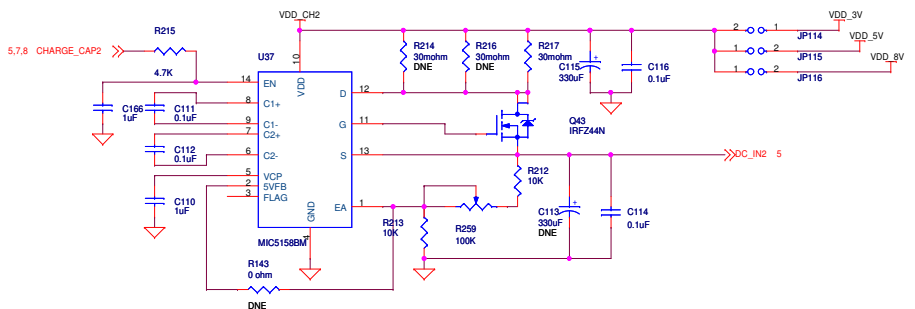 VDD_CH2
VDD_3V
VDD_5V
VDD_8V
R215
4.7K
5,7,8 CHARGE_CAP2
U37
10
VDD
R214
30mohm
DNE
R216
30mohm
DNE
R217
30mohm
C115
330uF
C116
0.1uF
2 1
JP114
1 2
JP115
1 2
JP116
14 EN
8 C1+
9 C1-
7 C2+
6 C2-
5 VCP
2 5VFB
3 FLAG
D 12
G 11
S 13
EA 1
GND
4
MIC5158BM
C166
1uF
C111
0.1uF
C112
0.1uF
C110
1uF
Q43
IRFZ44N
DC_IN2 5
R212
10K
R213
10K
R259
100K
C113
330uF
DNE
C114
0.1uF
R143
0 ohm
DNE